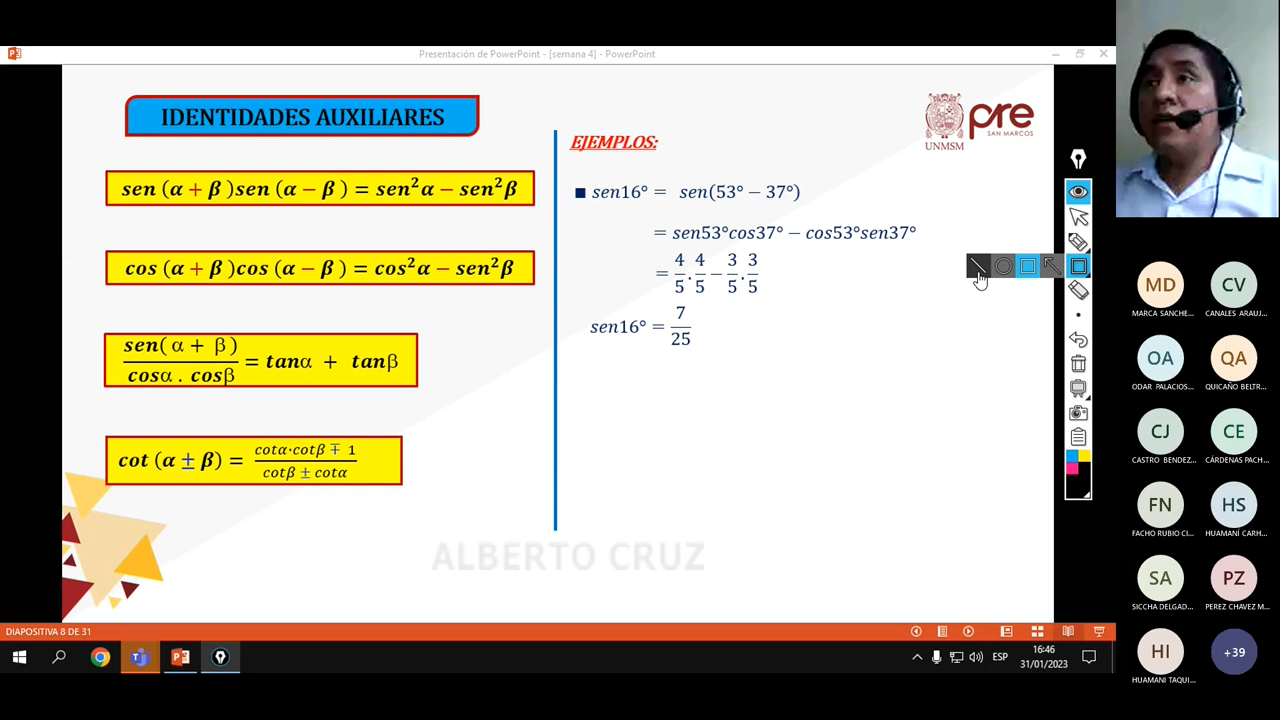 Presentación de PowerPoint - [semana 4] - PowerPoint
IDENTIDADES AUXILIARES
sen (α + β)sen (α − β) = sen²α − sen²β
cos (α + β)cos (α − β) = cos²α − sen²β
sen( α + β )
cosα . cosβ
= tanα + tanβ
cot (α ± β) =
cotα·cotβ ∓ 1
cotβ ± cotα
EJEMPLOS:
■ sen16° = sen(53° − 37°)
= sen53°cos37° − cos53°sen37°
= 4/5 . 4/5 − 3/5 . 3/5
sen16° = 7/25
UNMSM
pre
SAN MARCOS
ALBERTO CRUZ
DIAPOSITIVA 8 DE 31
ESP
16:46
31/01/2023
MD
MARCA SANCHE...
CV
CANALES ARAUJ...
OA
ODAR PALACIOS...
QA
QUICAÑO BELTR...
CJ
CASTRO BENDEZ...
CE
CÁRDENAS PACH...
FN
FACHO RUBIO CI...
HS
HUAMANÍ CARH...
SA
SICCHA DELGAD...
PZ
PEREZ CHAVEZ M...
HI
HUAMANI TAQUI...
+39